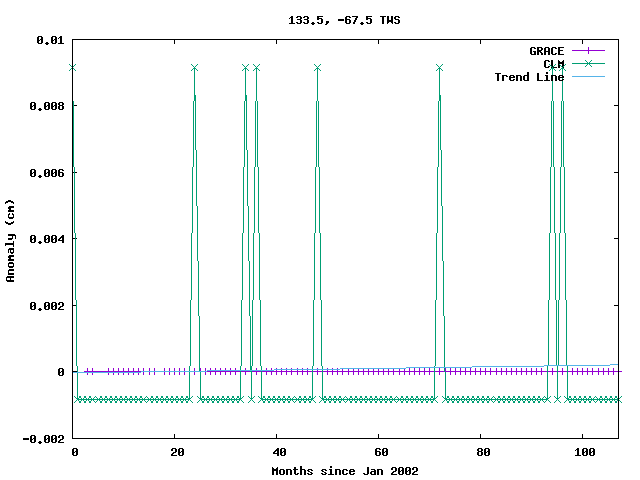 133.5, -67.5 TWS
GRACE
CLM
Trend Line
0.01
0.008
0.006
0.004
0.002
0
-0.002
Anomaly (cm)
0 20 40 60 80 100
Months since Jan 2002